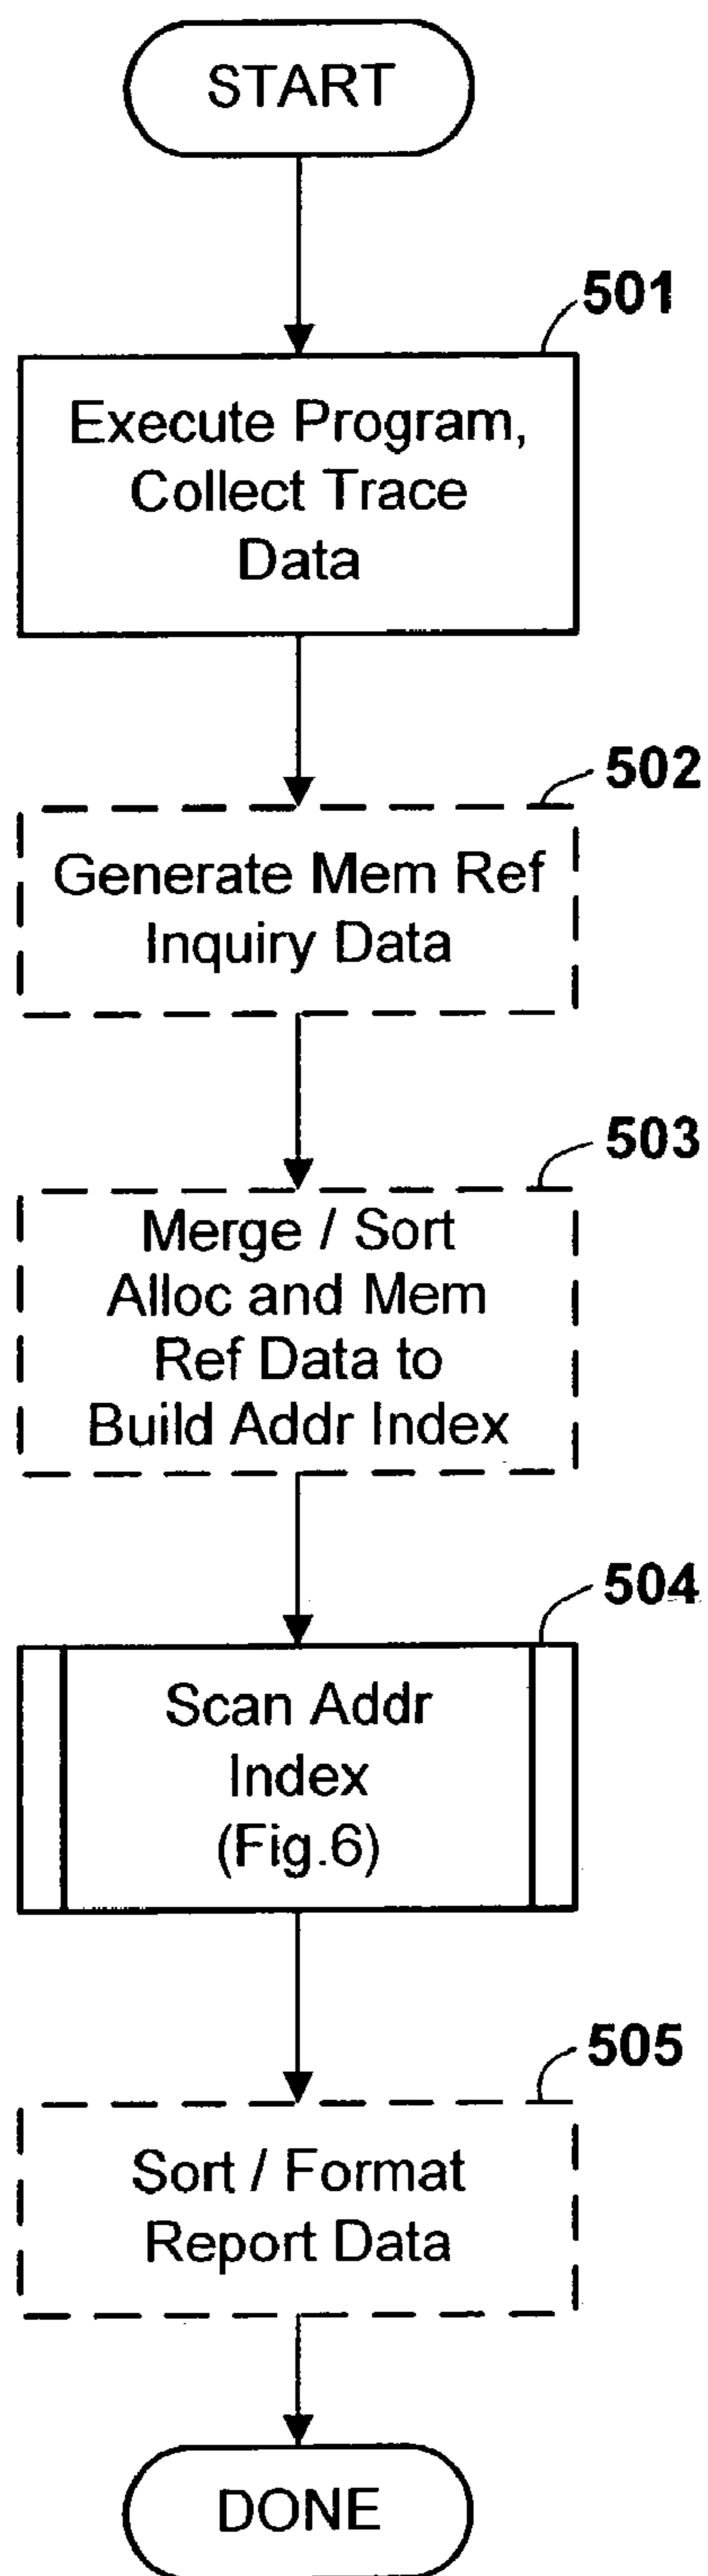 START
501
Execute Program,
Collect Trace
Data
502
Generate Mem Ref
Inquiry Data
503
Merge / Sort
Alloc and Mem
Ref Data to
Build Addr Index
504
Scan Addr
Index
(Fig.6)
505
Sort / Format
Report Data
DONE